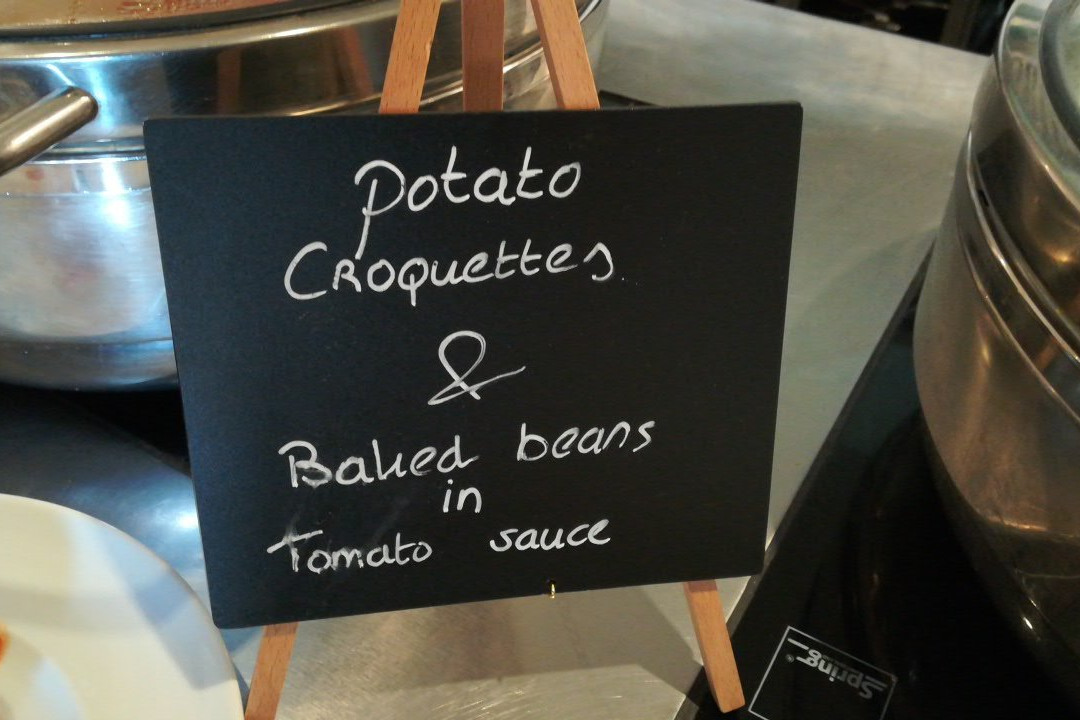 Potato
Croquettes
&
Baked beans
in
Tomato sauce
Spring®